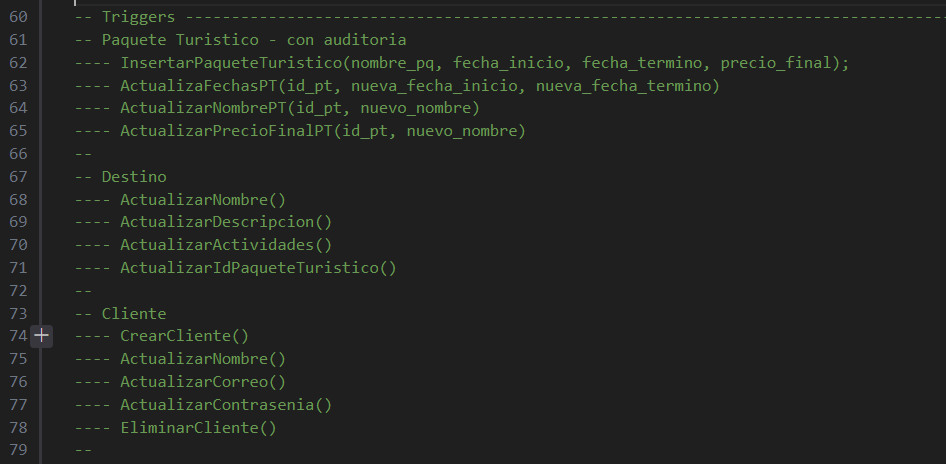 60 -- Triggers -----------------------------------------------------------------------------------
61 -- Paquete Turistico - con auditoria
62 ---- InsertarPaqueteTuristico(nombre_pq, fecha_inicio, fecha_termino, precio_final);
63 ---- ActualizaFechasPT(id_pt, nueva_fecha_inicio, nueva_fecha_termino)
64 ---- ActualizarNombrePT(id_pt, nuevo_nombre)
65 ---- ActualizarPrecioFinalPT(id_pt, nuevo_nombre)
66 --
67 -- Destino
68 ---- ActualizarNombre()
69 ---- ActualizarDescripcion()
70 ---- ActualizarActividades()
71 ---- ActualizarIdPaqueteTuristico()
72 --
73 -- Cliente
74 ---- CrearCliente()
75 ---- ActualizarNombre()
76 ---- ActualizarCorreo()
77 ---- ActualizarContrasenia()
78 ---- EliminarCliente()
79 --